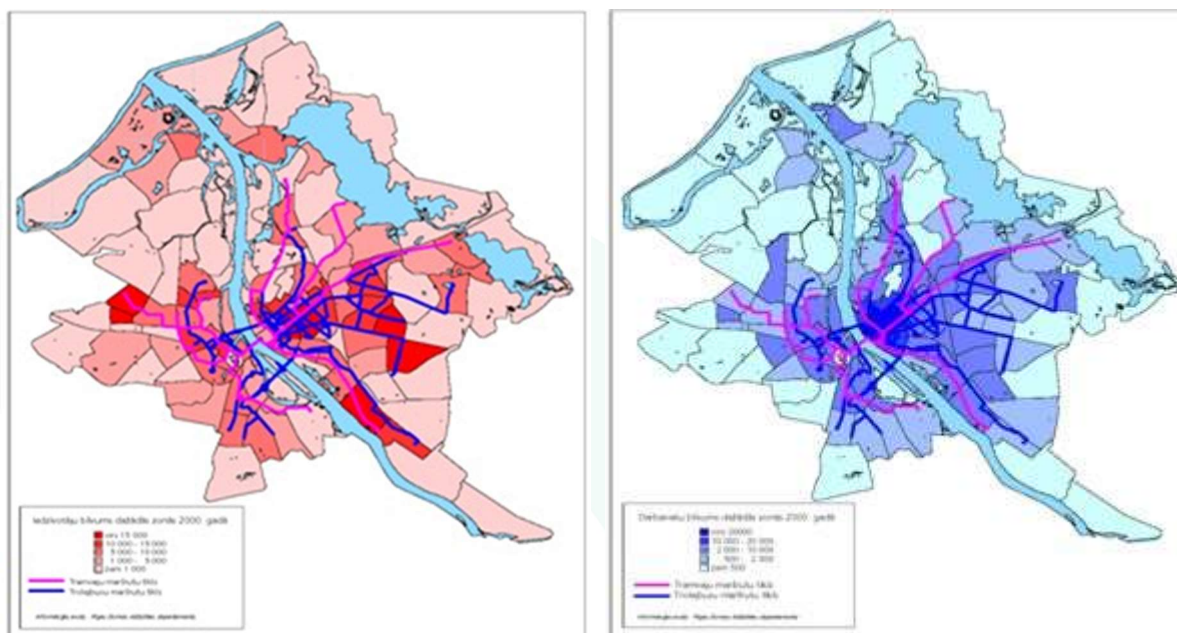 Iedzīvotāju blīvums dažādās zonās 2000. gadā
virs 15 000
10 000 - 15 000
5 000 - 10 000
1 000 - 5 000
zem 1 000
Tramvaju maršrutu tīkls
Trolejbusu maršrutu tīkls
Darbavietu blīvums dažādās zonās 2000. gadā
virs 20000
10 000 - 20 000
2 000 - 10 000
500 - 2 000
zem 500
Tramvaju maršrutu tīkls
Trolejbusu maršrutu tīkls